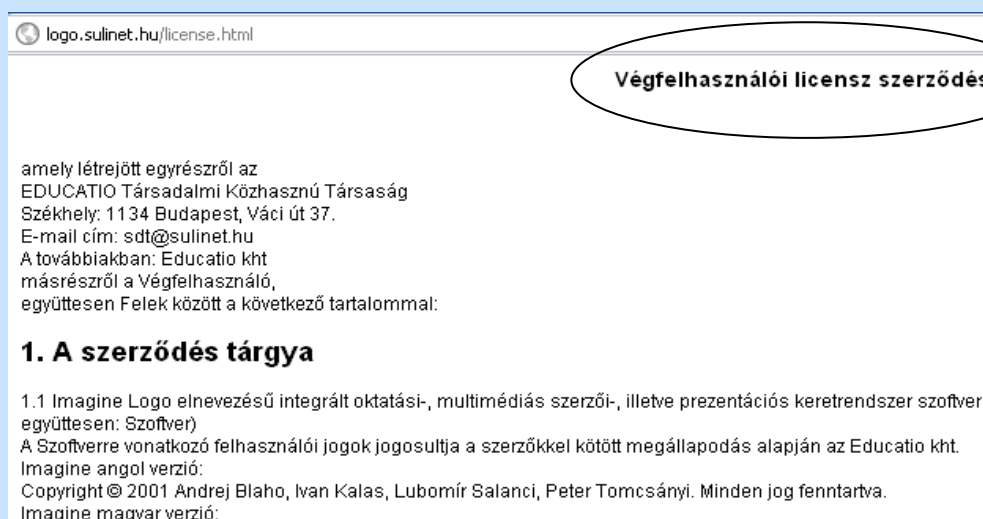 logo.sulinet.hu/license.html
Végfelhasználói licensz szerződés
amely létrejött egyrészről az
EDUCATIO Társadalmi Közhasznú Társaság
Székhely: 1134 Budapest, Váci út 37.
E-mail cím: sdt@sulinet.hu
A továbbiakban: Educatio kht
másrészről a Végfelhasználó,
együttesen Felek között a következő tartalommal:
1. A szerződés tárgya
1.1 Imagine Logo elnevezésű integrált oktatási-, multimédiás szerzői-, illetve prezentációs keretrendszer szoftver
együttesen: Szoftver)
A Szoftverre vonatkozó felhasználói jogok jogosultja a szerzőkkel kötött megállapodás alapján az Educatio kht.
Imagine angol verzió:
Copyright © 2001 Andrej Blaho, Ivan Kalas, Lubomír Salanci, Peter Tomcsányi. Minden jog fenntartva.
Imagine magyar verzió: